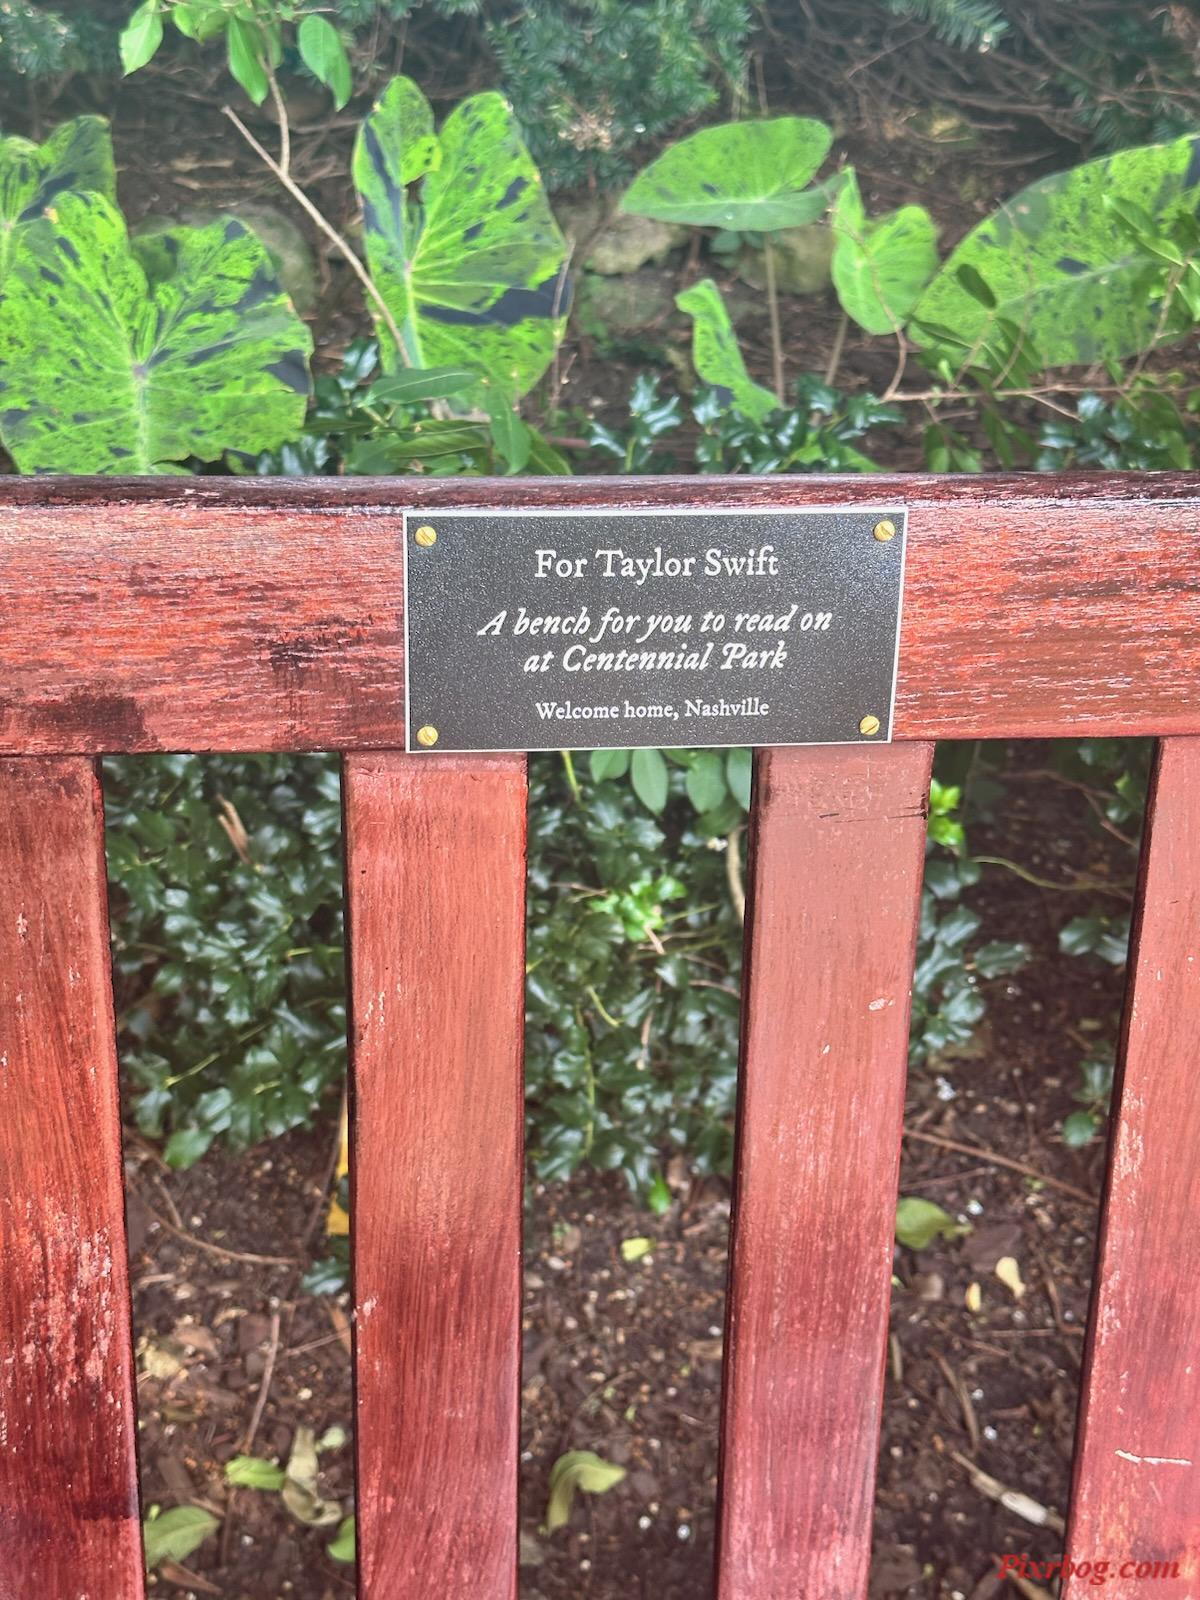 For Taylor Swift
A bench for you to read on
at Centennial Park
Welcome home, Nashville
Pixrbog.com